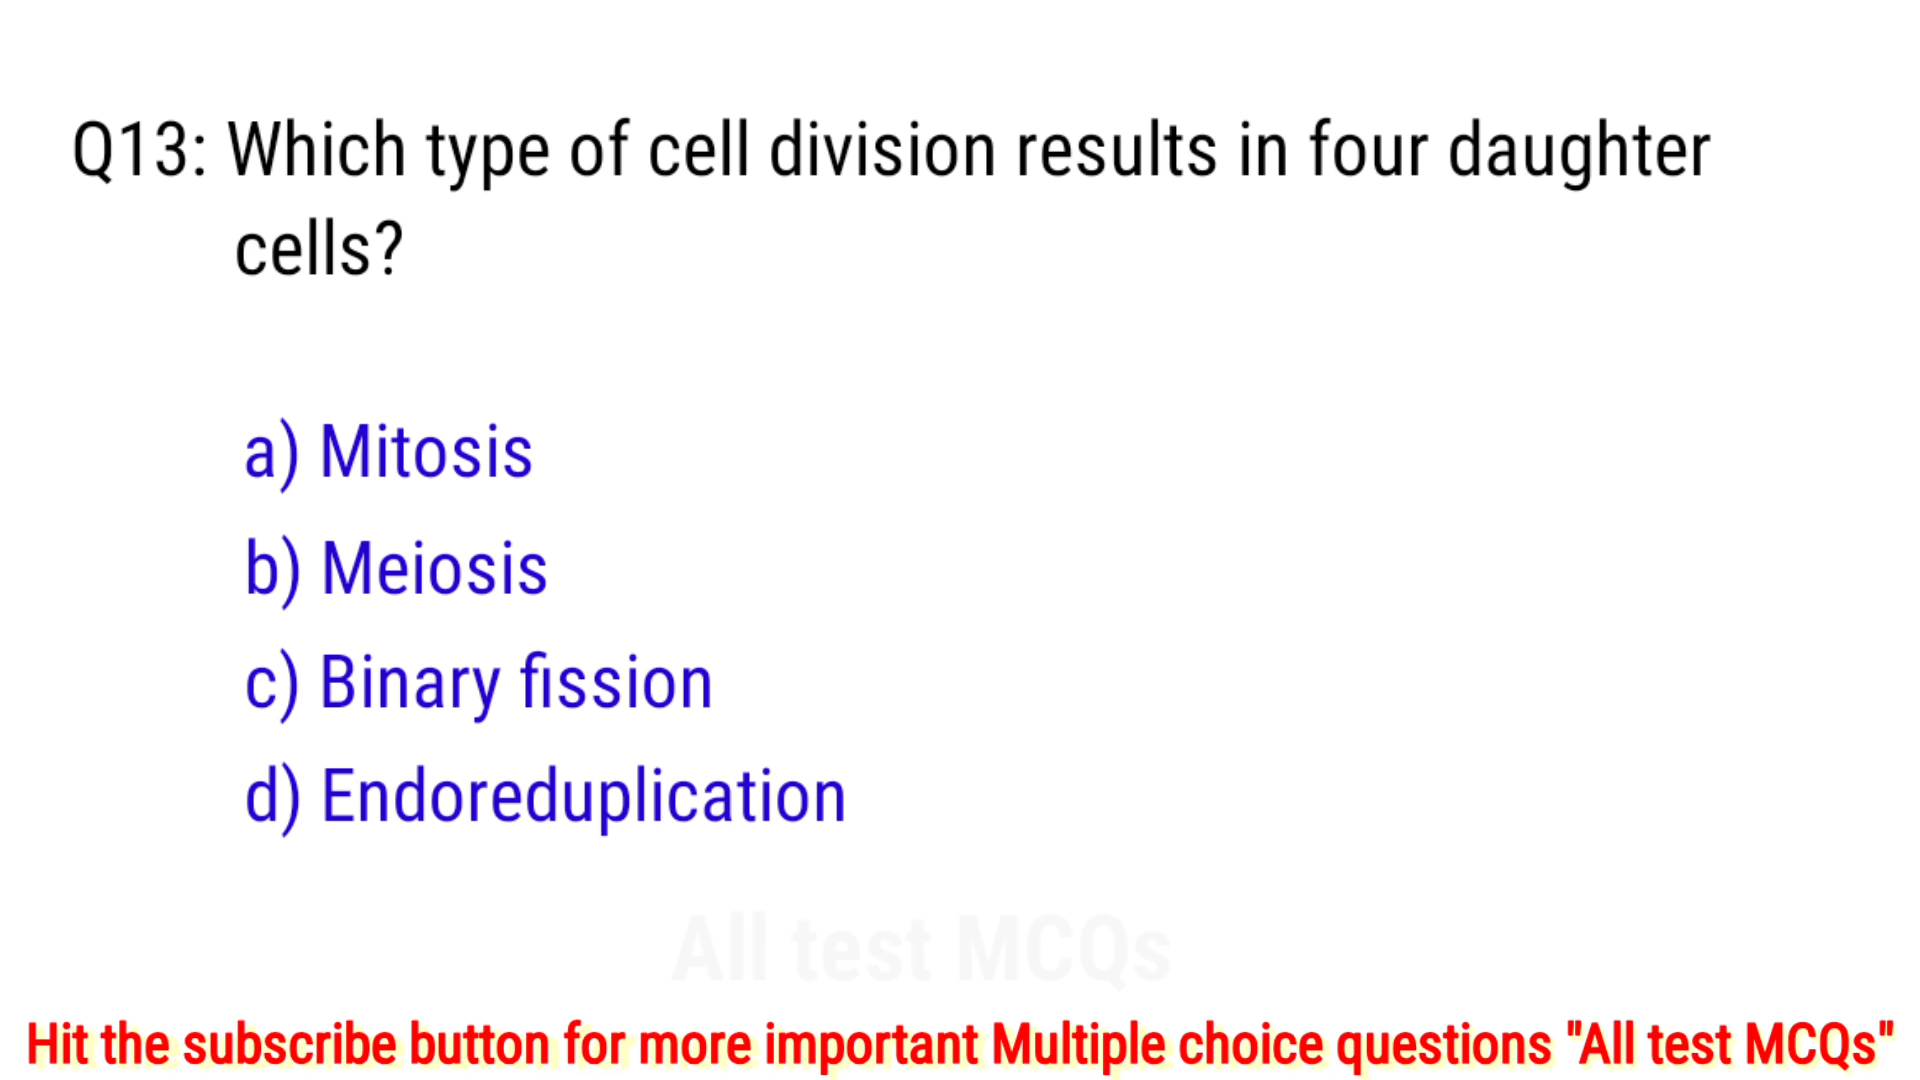 Q13: Which type of cell division results in four daughter
cells?
a) Mitosis
b) Meiosis
c) Binary fission
d) Endoreduplication
All test MCQs
Hit the subscribe button for more important Multiple choice questions "All test MCQs"